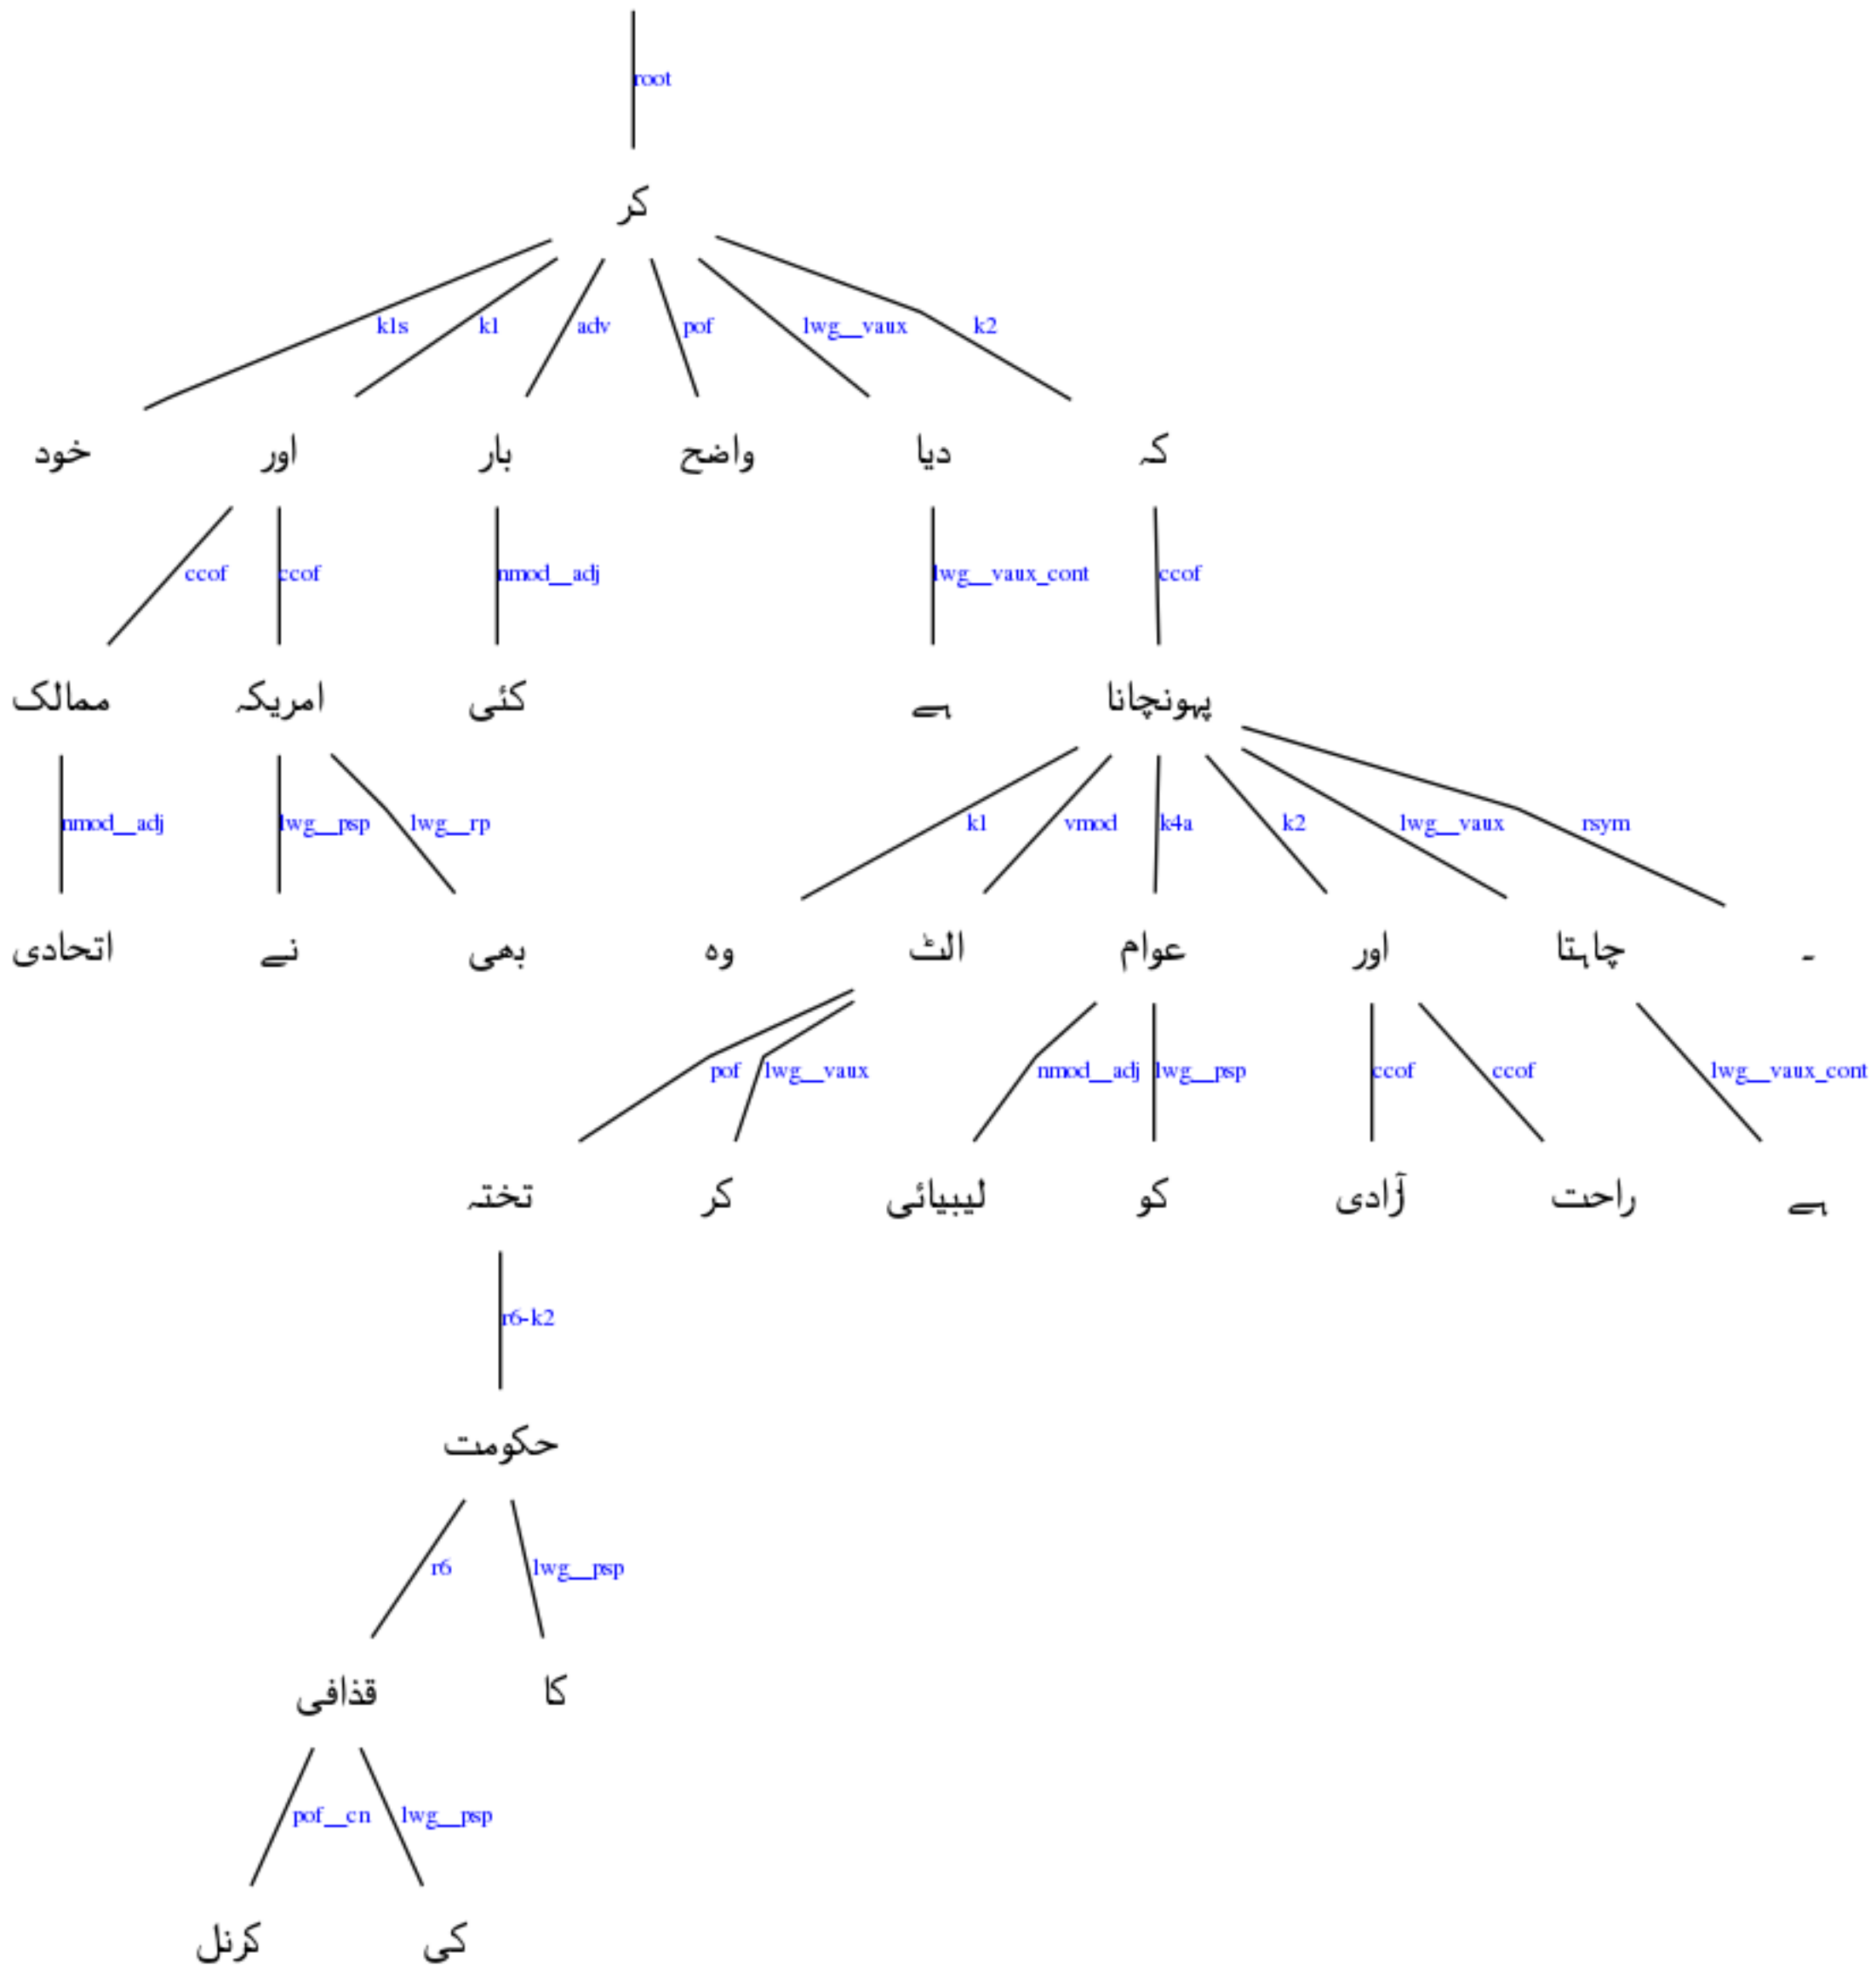 root
کر
k1s k1 adv pof lwg__vaux k2
خود اور بار واضح دیا کہ
ccof ccof nmod__adj lwg__vaux_cont ccof
ممالک امریکہ کئی ہے پہونچانا
nmod__adj lwg__psp lwg__rp k1 vmod k4a k2 lwg__vaux rsym
اتحادی نے بھی وہ الٹ عوام اور چاہتا ۔
pof lwg__vaux nmod__adj lwg__psp ccof ccof lwg__vaux_cont
تختہ کر لیبیائی کو آزادی راحت ہے
r6-k2
حکومت
r6 lwg__psp
قذافی کا
pof__cn lwg__psp
کرنل کی